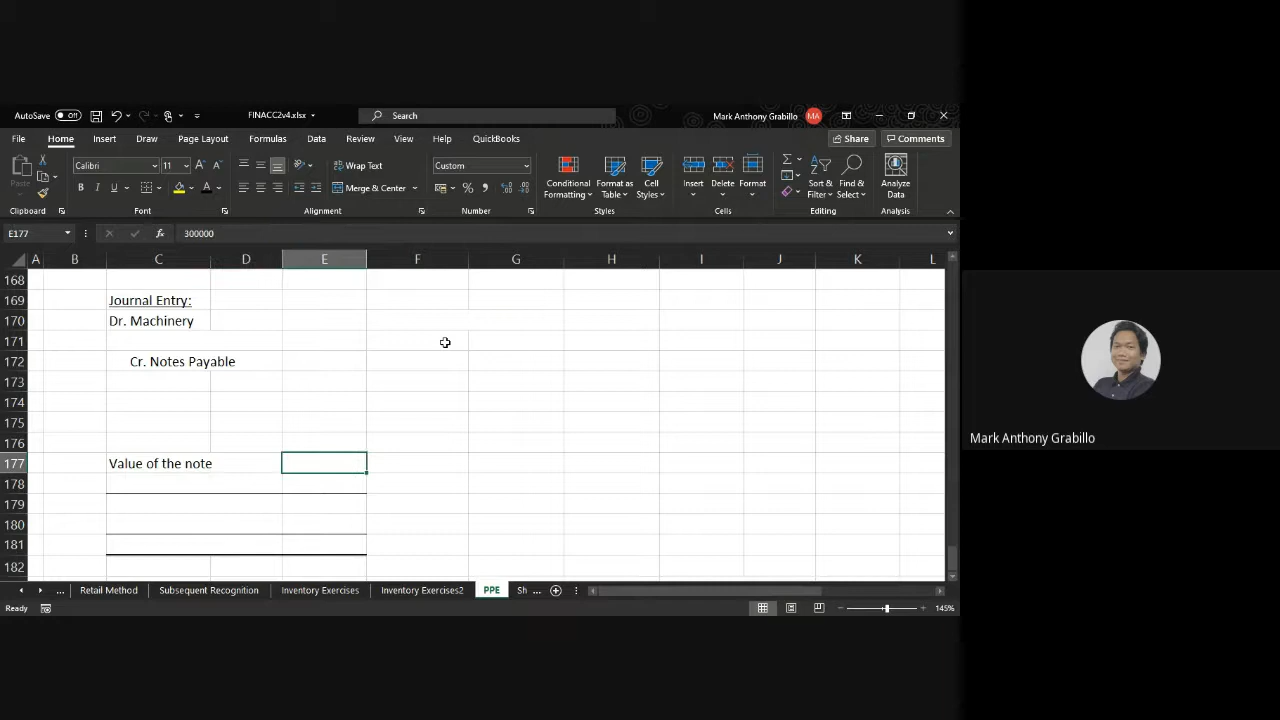 AutoSave Off FINACC2v4.xlsx Search Mark Anthony Grabillo MA
File Home Insert Draw Page Layout Formulas Data Review View Help QuickBooks Share Comments
Paste Calibri 11 Wrap Text Custom Conditional Formatting Format as Table Cell Styles Insert Delete Format Sort & Filter Find & Select Analyze Data
Merge & Center
Clipboard Font Alignment Number Styles Cells Editing Analysis
E177 fx 300000
A B C D E F G H I J K L
168
169 Journal Entry:
170 Dr. Machinery
171
172 Cr. Notes Payable
173
174
175
176
177 Value of the note
178
179
180
181
182
... Retail Method Subsequent Recognition Inventory Exercises Inventory Exercises2 PPE Sh ...
Ready 145%
Mark Anthony Grabillo